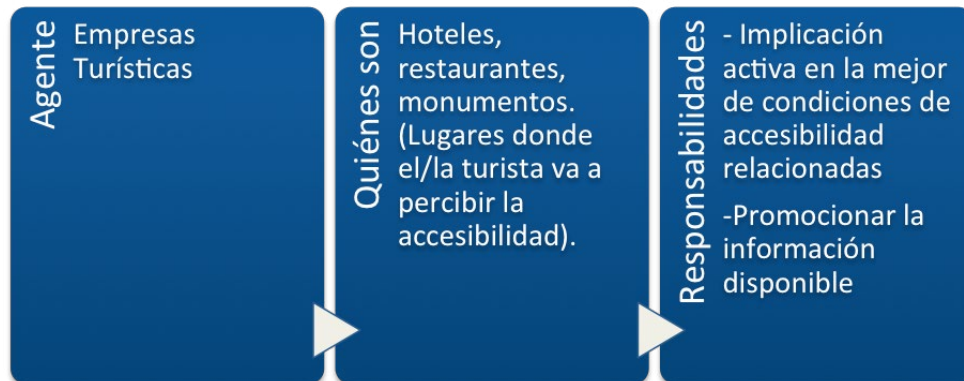 Agente
Empresas
Turísticas
Quiénes son
Hoteles,
restaurantes,
monumentos.
(Lugares donde
el/la turista va a
percibir la
accesibilidad).
Responsabilidades
- Implicación
activa en la mejor
de condiciones de
accesibilidad
relacionadas
-Promocionar la
información
disponible